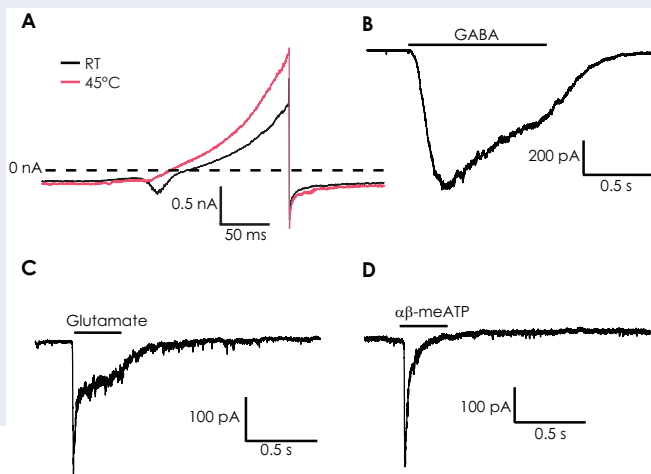 A
RT
45°C
0 nA
0.5 nA
50 ms
B
GABA
200 pA
0.5 s
C
Glutamate
100 pA
0.5 s
D
αβ-meATP
100 pA
0.5 s